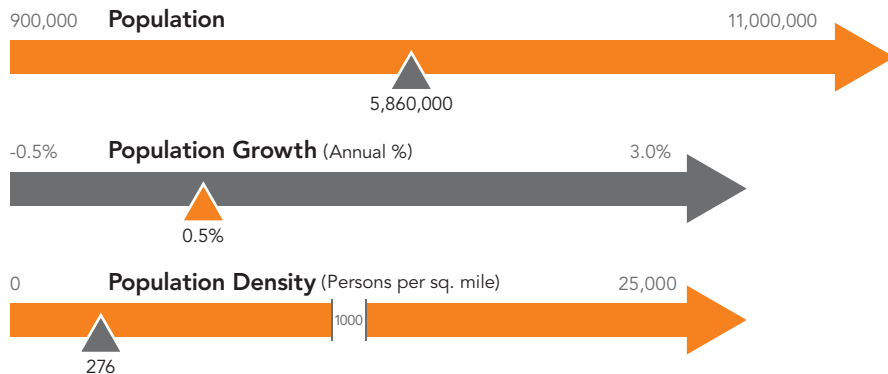 900,000 Population 11,000,000
5,860,000
-0.5% Population Growth (Annual %) 3.0%
0.5%
0 Population Density (Persons per sq. mile) 25,000
1000
276